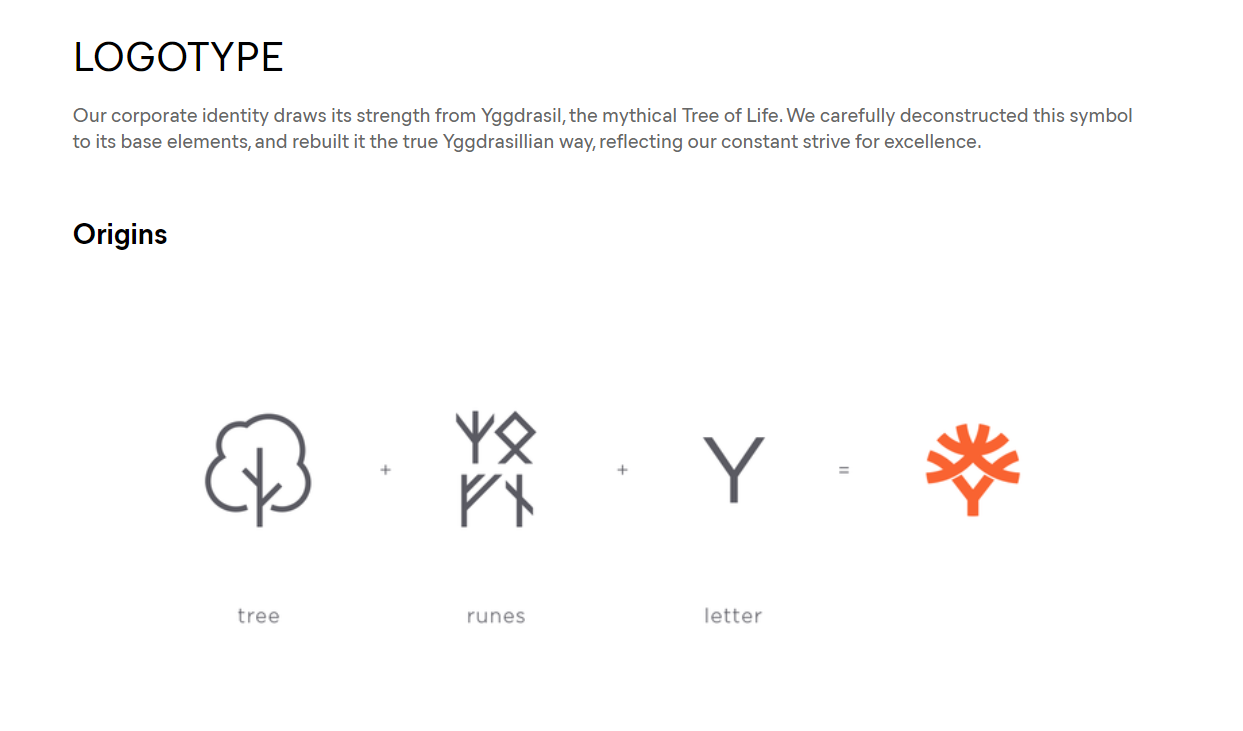 LOGOTYPE
Our corporate identity draws its strength from Yggdrasil, the mythical Tree of Life. We carefully deconstructed this symbol
to its base elements, and rebuilt it the true Yggdrasillian way, reflecting our constant strive for excellence.
Origins
ᛉᛟ
+ + Y =
ᚠᚾ
tree runes letter